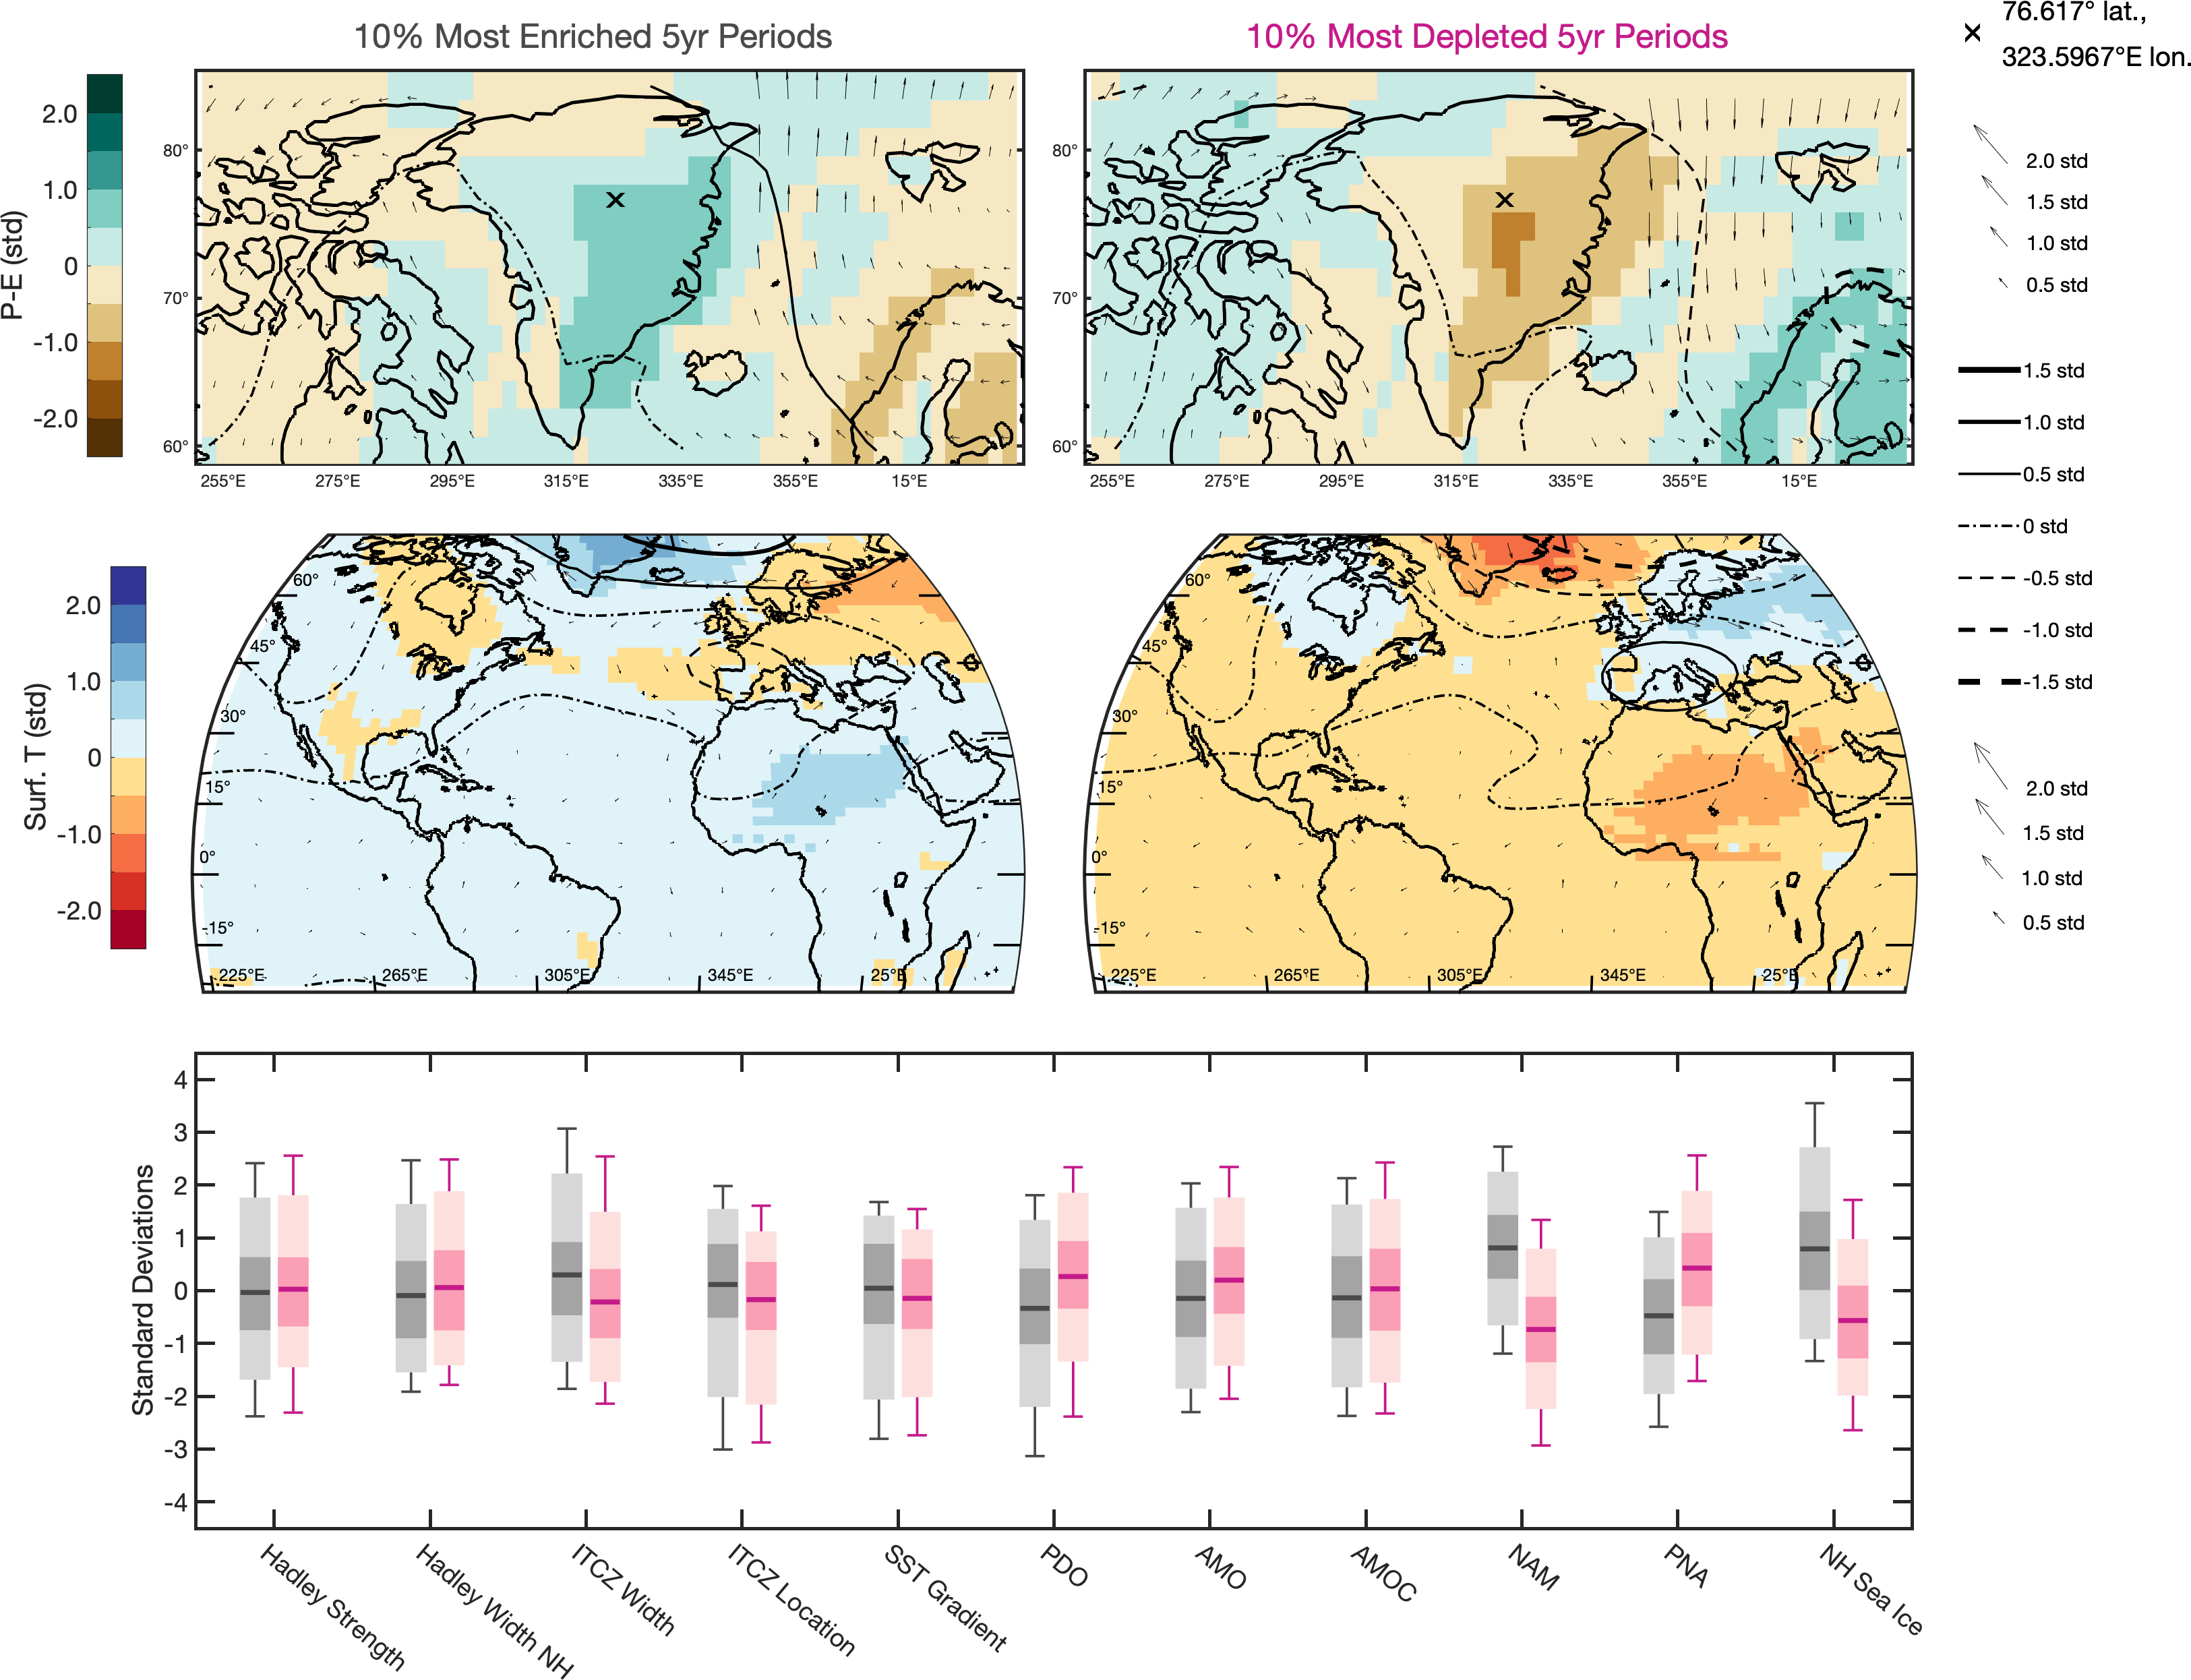 10% Most Enriched 5yr Periods
10% Most Depleted 5yr Periods
76.617° lat.,
323.5967°E lon.
P-E (std)
2.0
1.0
0
-1.0
-2.0
80°
70°
60°
255°E 275°E 295°E 315°E 335°E 355°E 15°E
80°
70°
60°
255°E 275°E 295°E 315°E 335°E 355°E 15°E
2.0 std
1.5 std
1.0 std
0.5 std
1.5 std
1.0 std
0.5 std
0 std
-0.5 std
-1.0 std
-1.5 std
2.0 std
1.5 std
1.0 std
0.5 std
Surf. T (std)
2.0
1.0
0
-1.0
-2.0
60°
45°
30°
15°
0°
-15°
225°E 265°E 305°E 345°E 25°E
60°
45°
30°
15°
0°
-15°
225°E 265°E 305°E 345°E 25°E
Standard Deviations
4
3
2
1
0
-1
-2
-3
-4
Hadley Strength
Hadley Width NH
ITCZ Width
ITCZ Location
SST Gradient
PDO
AMO
AMOC
NAM
PNA
NH Sea Ice